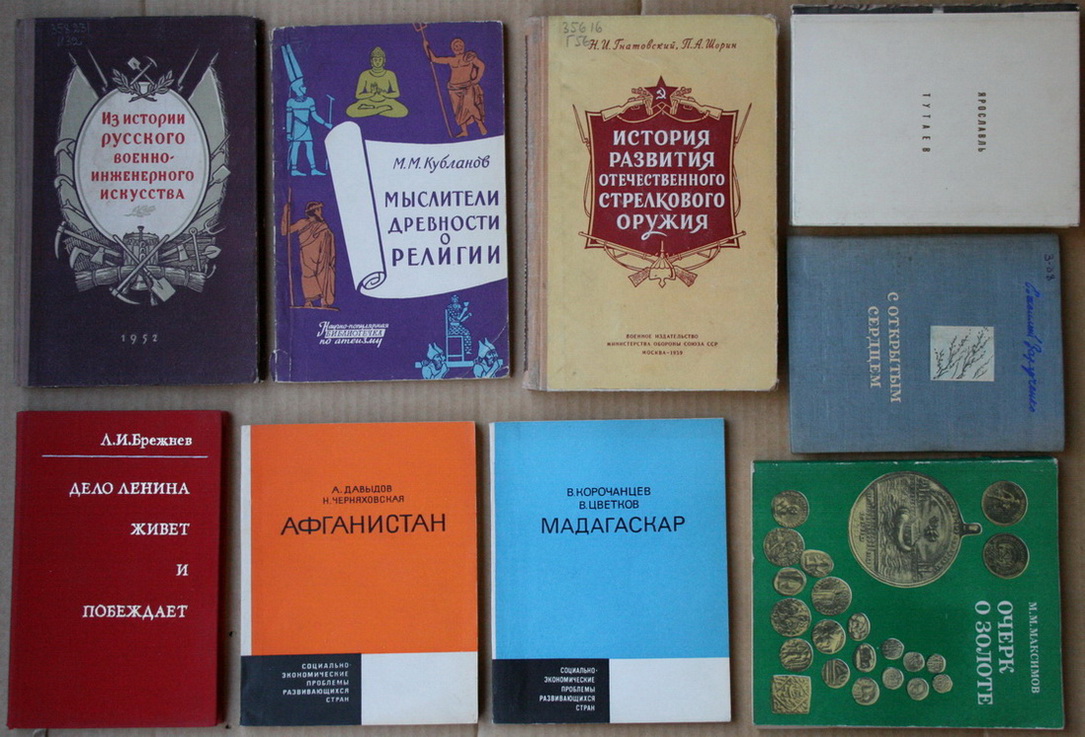 Из истории
русского
военно-
инженерного
искусства
1952
М.М.Кубланов
МЫСЛИТЕЛИ
ДРЕВНОСТИ
О
РЕЛИГИИ
Научно-популярная
БИБЛИОТЕЧКА
по атеизму
35616
Г56
Н.И.Гнатовский, П.А.Шорин
ИСТОРИЯ
РАЗВИТИЯ
ОТЕЧЕСТВЕННОГО
СТРЕЛКОВОГО
ОРУЖИЯ
ВОЕННОЕ ИЗДАТЕЛЬСТВО
МИНИСТЕРСТВА ОБОРОНЫ СОЮЗА ССР
МОСКВА–1959
ЯРОСЛАВЛЬ
ТУТАЕВ
С ОТКРЫТЫМ
СЕРДЦЕМ
Л.И.Брежнев
ДЕЛО ЛЕНИНА
ЖИВЕТ
И
ПОБЕЖДАЕТ
А. ДАВЫДОВ
Н. ЧЕРНЯХОВСКАЯ
АФГАНИСТАН
СОЦИАЛЬНО-
ЭКОНОМИЧЕСКИЕ
ПРОБЛЕМЫ
РАЗВИВАЮЩИХСЯ
СТРАН
В. КОРОЧАНЦЕВ
В. ЦВЕТКОВ
МАДАГАСКАР
СОЦИАЛЬНО-
ЭКОНОМИЧЕСКИЕ
ПРОБЛЕМЫ
РАЗВИВАЮЩИХСЯ
СТРАН
М.М.МАКСИМОВ
ОЧЕРК
О ЗОЛОТЕ